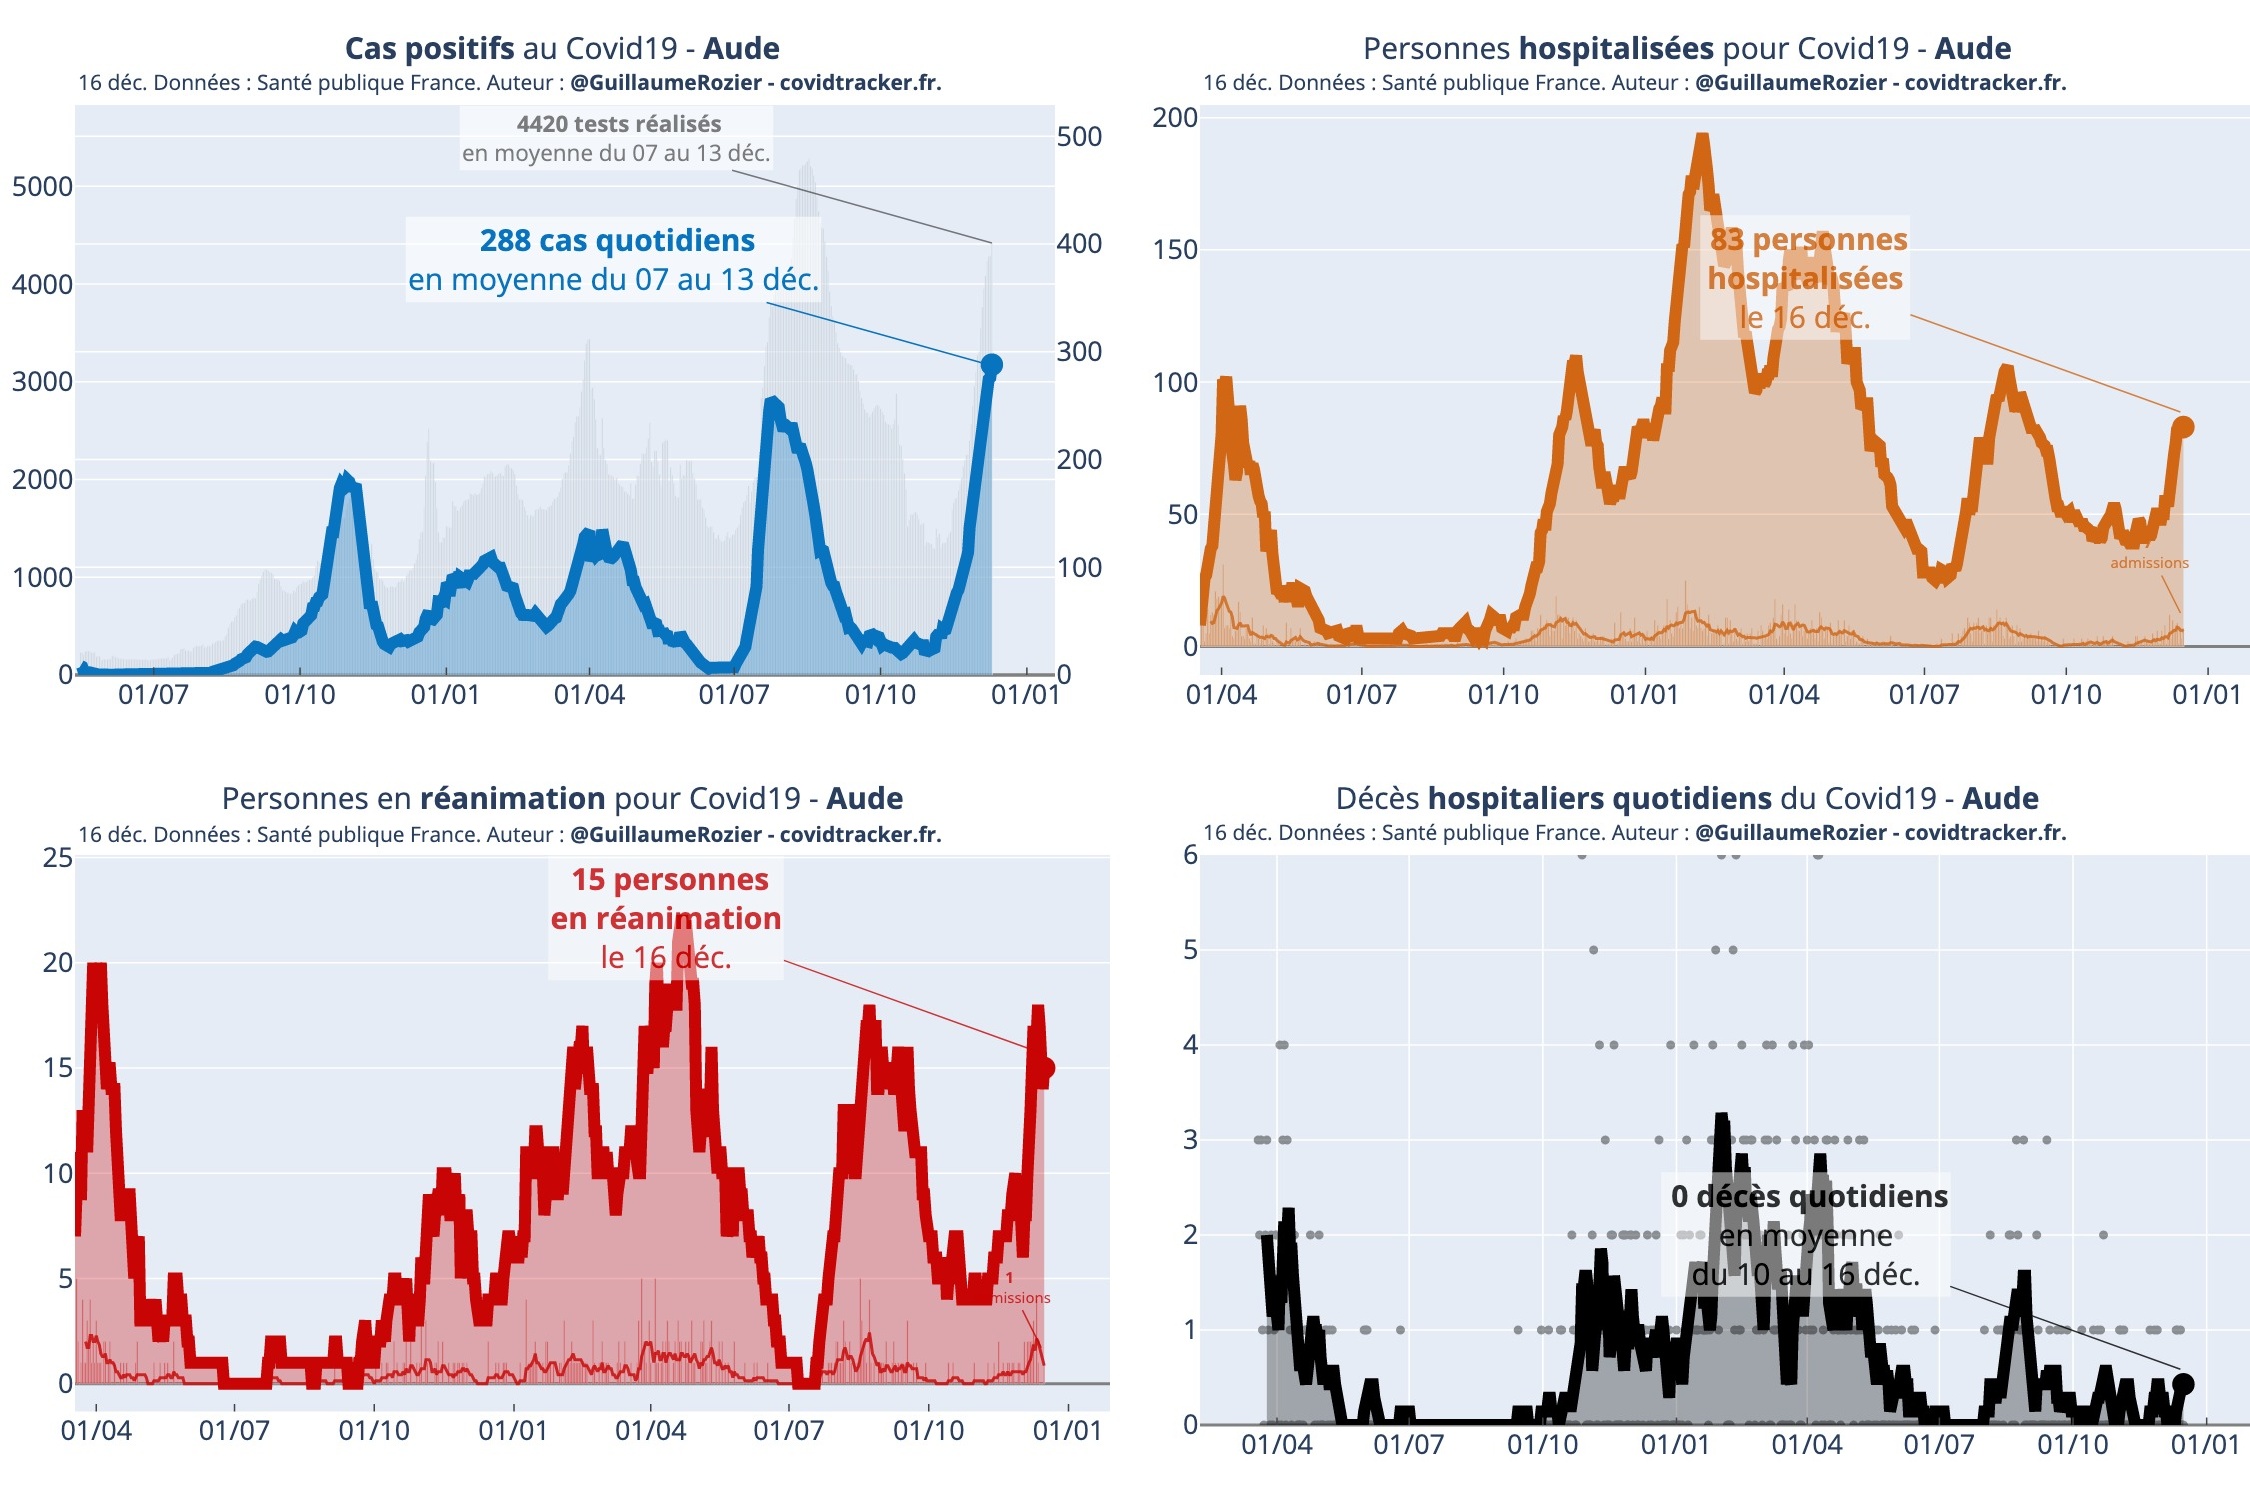 Cas positifs au Covid19 - Aude
16 déc. Données : Santé publique France. Auteur : @GuillaumeRozier - covidtracker.fr.
4420 tests réalisés
en moyenne du 07 au 13 déc.
288 cas quotidiens
en moyenne du 07 au 13 déc.
5000
4000
3000
2000
1000
0
500
400
300
200
100
0
01/07 01/10 01/01 01/04 01/07 01/10 01/01
Personnes hospitalisées pour Covid19 - Aude
16 déc. Données : Santé publique France. Auteur : @GuillaumeRozier - covidtracker.fr.
200
150
100
50
0
83 personnes
hospitalisées
le 16 déc.
admissions
01/04 01/07 01/10 01/01 01/04 01/07 01/10 01/01
Personnes en réanimation pour Covid19 - Aude
16 déc. Données : Santé publique France. Auteur : @GuillaumeRozier - covidtracker.fr.
25
20
15
10
5
0
15 personnes
en réanimation
le 16 déc.
1
missions
01/04 01/07 01/10 01/01 01/04 01/07 01/10 01/01
Décès hospitaliers quotidiens du Covid19 - Aude
16 déc. Données : Santé publique France. Auteur : @GuillaumeRozier - covidtracker.fr.
6
5
4
3
2
1
0
0 décès quotidiens
en moyenne
du 10 au 16 déc.
01/04 01/07 01/10 01/01 01/04 01/07 01/10 01/01